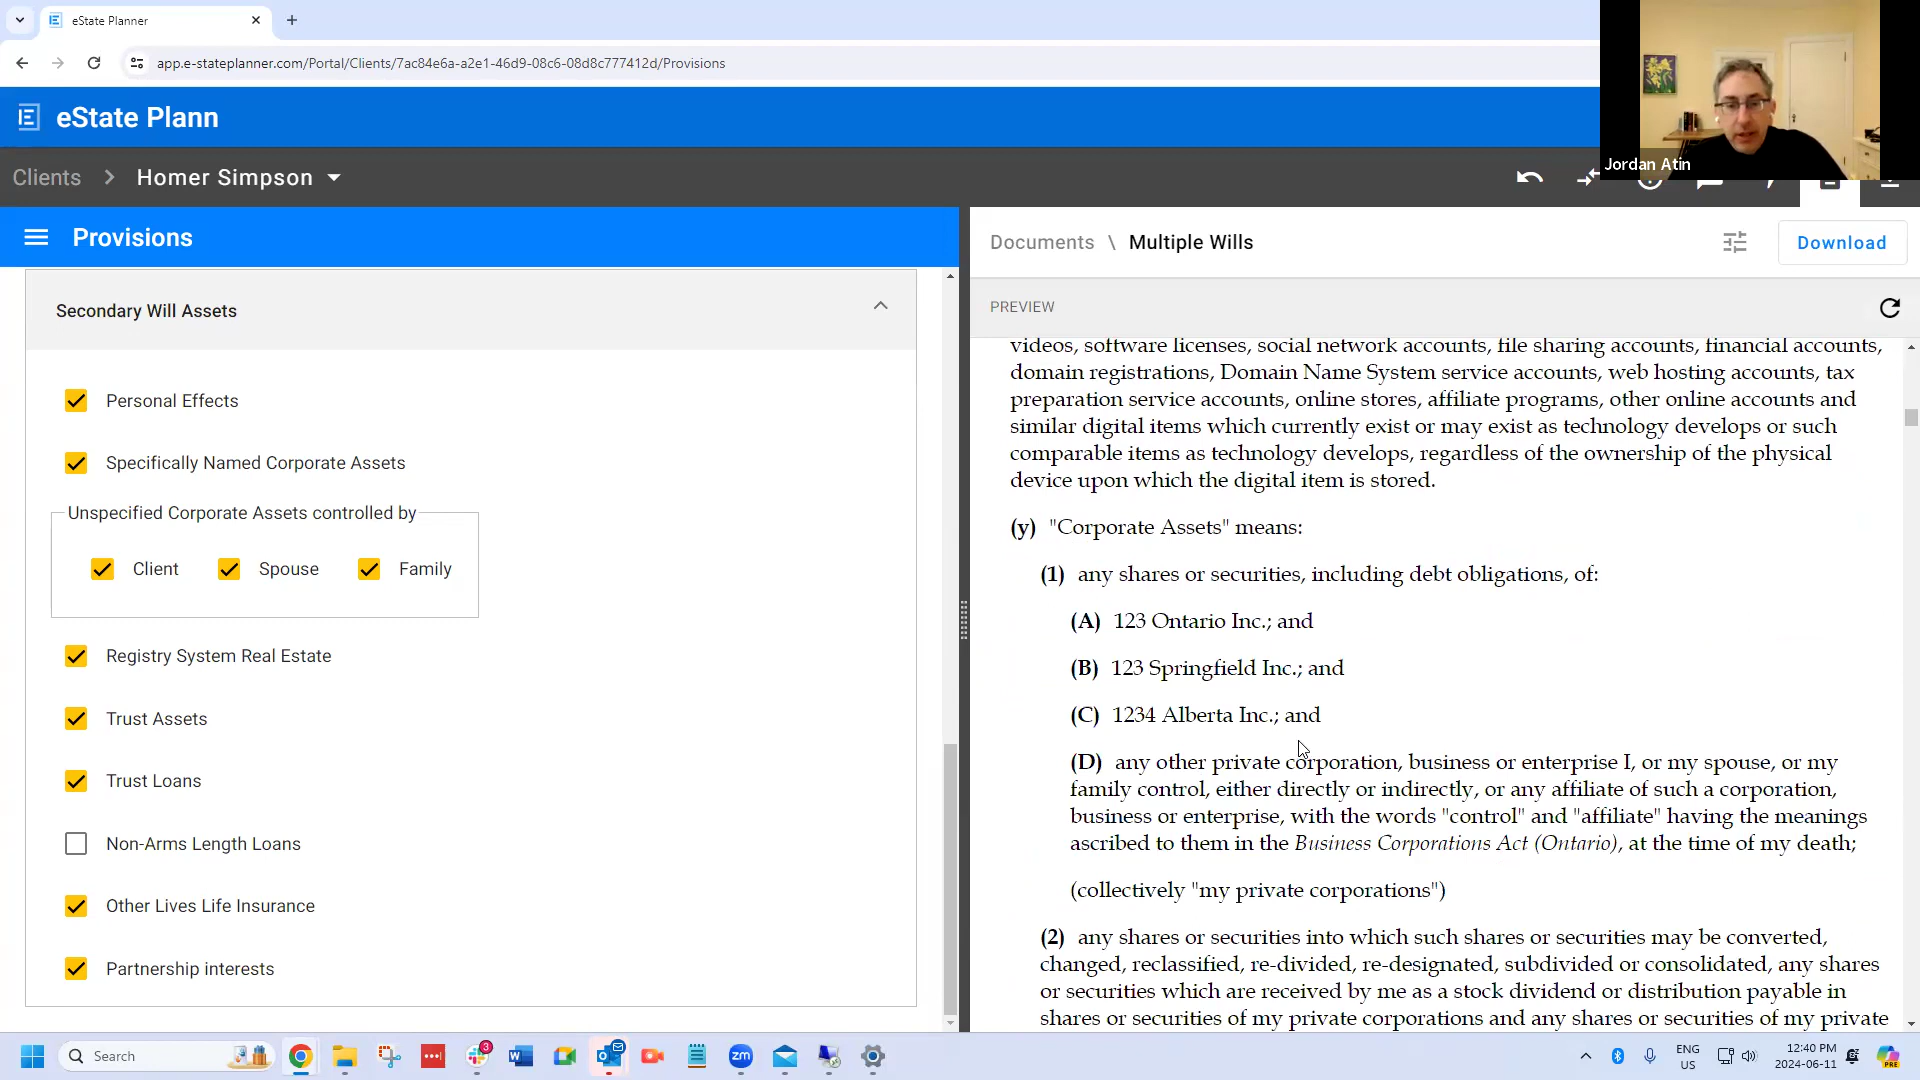 eState Planner
app.e-stateplanner.com/Portal/Clients/7ac84e6a-a2e1-46d9-08c6-08d8c777412d/Provisions
eState Plann
Jordan Atin
Clients > Homer Simpson
Provisions
Documents \ Multiple Wills
Download
Secondary Will Assets
Personal Effects
Specifically Named Corporate Assets
Unspecified Corporate Assets controlled by
Client Spouse Family
Registry System Real Estate
Trust Assets
Trust Loans
Non-Arms Length Loans
Other Lives Life Insurance
Partnership interests
PREVIEW
videos, software licenses, social network accounts, file sharing accounts, financial accounts,
domain registrations, Domain Name System service accounts, web hosting accounts, tax
preparation service accounts, online stores, affiliate programs, other online accounts and
similar digital items which currently exist or may exist as technology develops or such
comparable items as technology develops, regardless of the ownership of the physical
device upon which the digital item is stored.
(y) "Corporate Assets" means:
(1) any shares or securities, including debt obligations, of:
(A) 123 Ontario Inc.; and
(B) 123 Springfield Inc.; and
(C) 1234 Alberta Inc.; and
(D) any other private corporation, business or enterprise I, or my spouse, or my
family control, either directly or indirectly, or any affiliate of such a corporation,
business or enterprise, with the words "control" and "affiliate" having the meanings
ascribed to them in the Business Corporations Act (Ontario), at the time of my death;
(collectively "my private corporations")
(2) any shares or securities into which such shares or securities may be converted,
changed, reclassified, re-divided, re-designated, subdivided or consolidated, any shares
or securities which are received by me as a stock dividend or distribution payable in
shares or securities of my private corporations and any shares or securities of my private
Search
3
zm
ENG
US
12:40 PM
2024-06-11
PRE